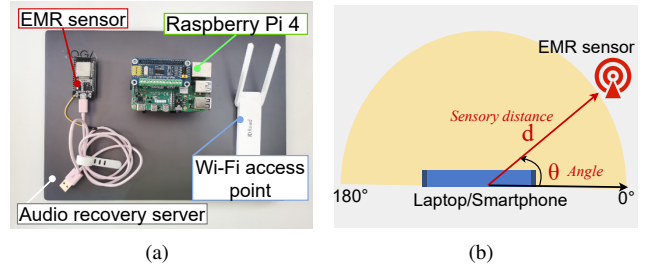 EMR sensor
Raspberry Pi 4
YOGA
Wi-Fi access
point
Audio recovery server
(a)
EMR sensor
Sensory distance
d
θ Angle
180°
0°
Laptop/Smartphone
(b)